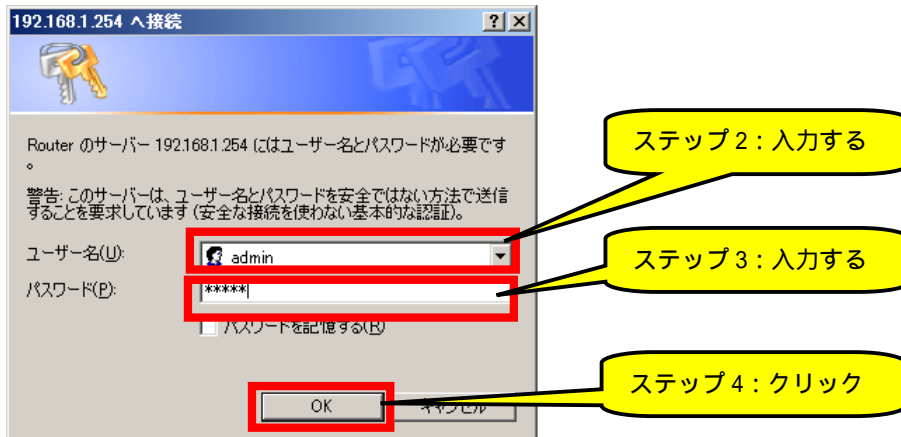 192.168.1.254 へ接続
Router のサーバー 192.168.1.254 にはユーザー名とパスワードが必要です
。
警告: このサーバーは、ユーザー名とパスワードを安全ではない方法で送信
することを要求しています (安全な接続を使わない基本的な認証)。
ユーザー名(U):
admin
パスワード(P):
*****
パスワードを記憶する(R)
OK
キャンセル
ステップ2：入力する
ステップ3：入力する
ステップ4：クリック